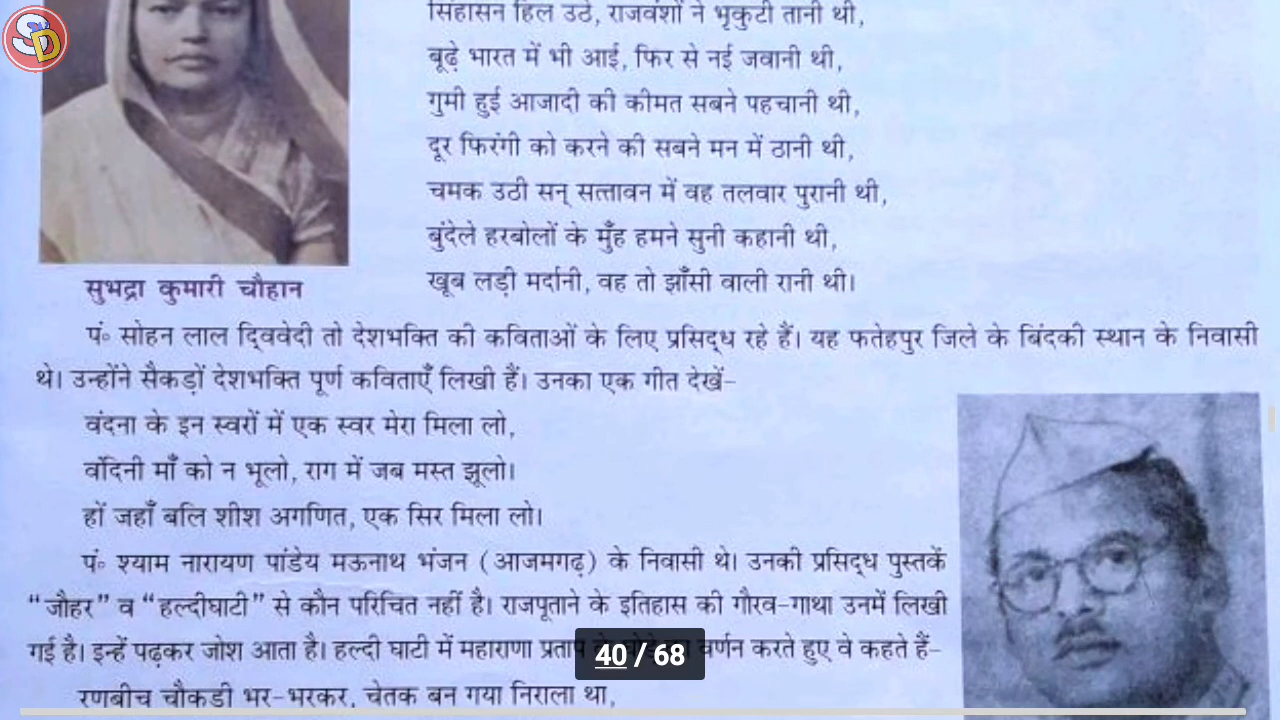 SD
सिंहासन हिल उठे, राजवंशों ने भृकुटी तानी थी,
बूढ़े भारत में भी आई, फिर से नई जवानी थी,
गुमी हुई आजादी की कीमत सबने पहचानी थी,
दूर फिरंगी को करने की सबने मन में ठानी थी,
चमक उठी सन् सत्तावन में वह तलवार पुरानी थी,
बुंदेले हरबोलों के मुँह हमने सुनी कहानी थी,
खूब लड़ी मर्दानी, वह तो झाँसी वाली रानी थी।
सुभद्रा कुमारी चौहान
पं॰ सोहन लाल द्विवेदी तो देशभक्ति की कविताओं के लिए प्रसिद्ध रहे हैं। यह फतेहपुर जिले के बिंदकी स्थान के निवासी
थे। उन्होंने सैकड़ों देशभक्ति पूर्ण कविताएँ लिखी हैं। उनका एक गीत देखें-
वंदना के इन स्वरों में एक स्वर मेरा मिला लो,
वंदिनी माँ को न भूलो, राग में जब मस्त झूलो।
हों जहाँ बलि शीश अगणित, एक सिर मिला लो।
पं॰ श्याम नारायण पांडेय मऊनाथ भंजन (आजमगढ़) के निवासी थे। उनकी प्रसिद्ध पुस्तकें
“जौहर” व “हल्दीघाटी” से कौन परिचित नहीं है। राजपूताने के इतिहास की गौरव-गाथा उनमें लिखी
गई है। इन्हें पढ़कर जोश आता है। हल्दी घाटी में महाराणा प्रताप वर्णन करते हुए वे कहते हैं-
40 / 68
रणबीच चौकडी भर-भरकर, चेतक बन गया निराला था,